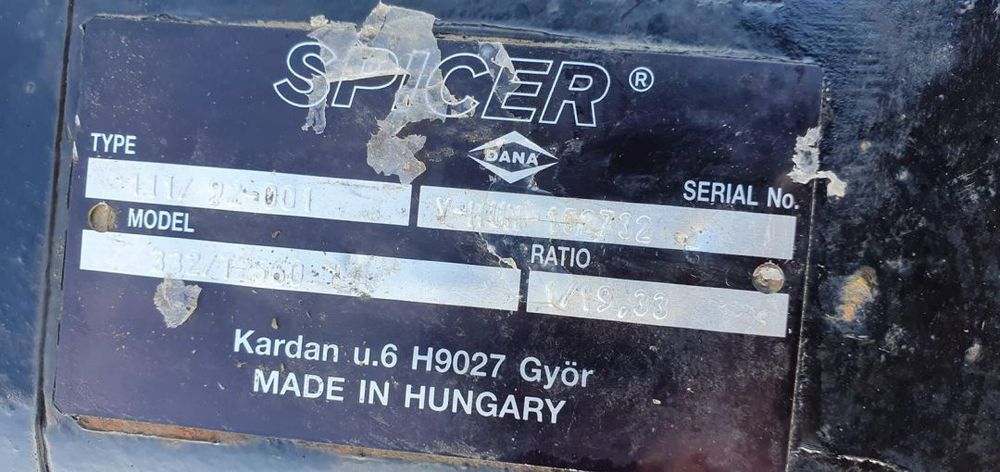 SPICER®
DANA
TYPE
SERIAL No.
MODEL
RATIO
1/19.33
Kardan u.6 H9027 Györ
MADE IN HUNGARY